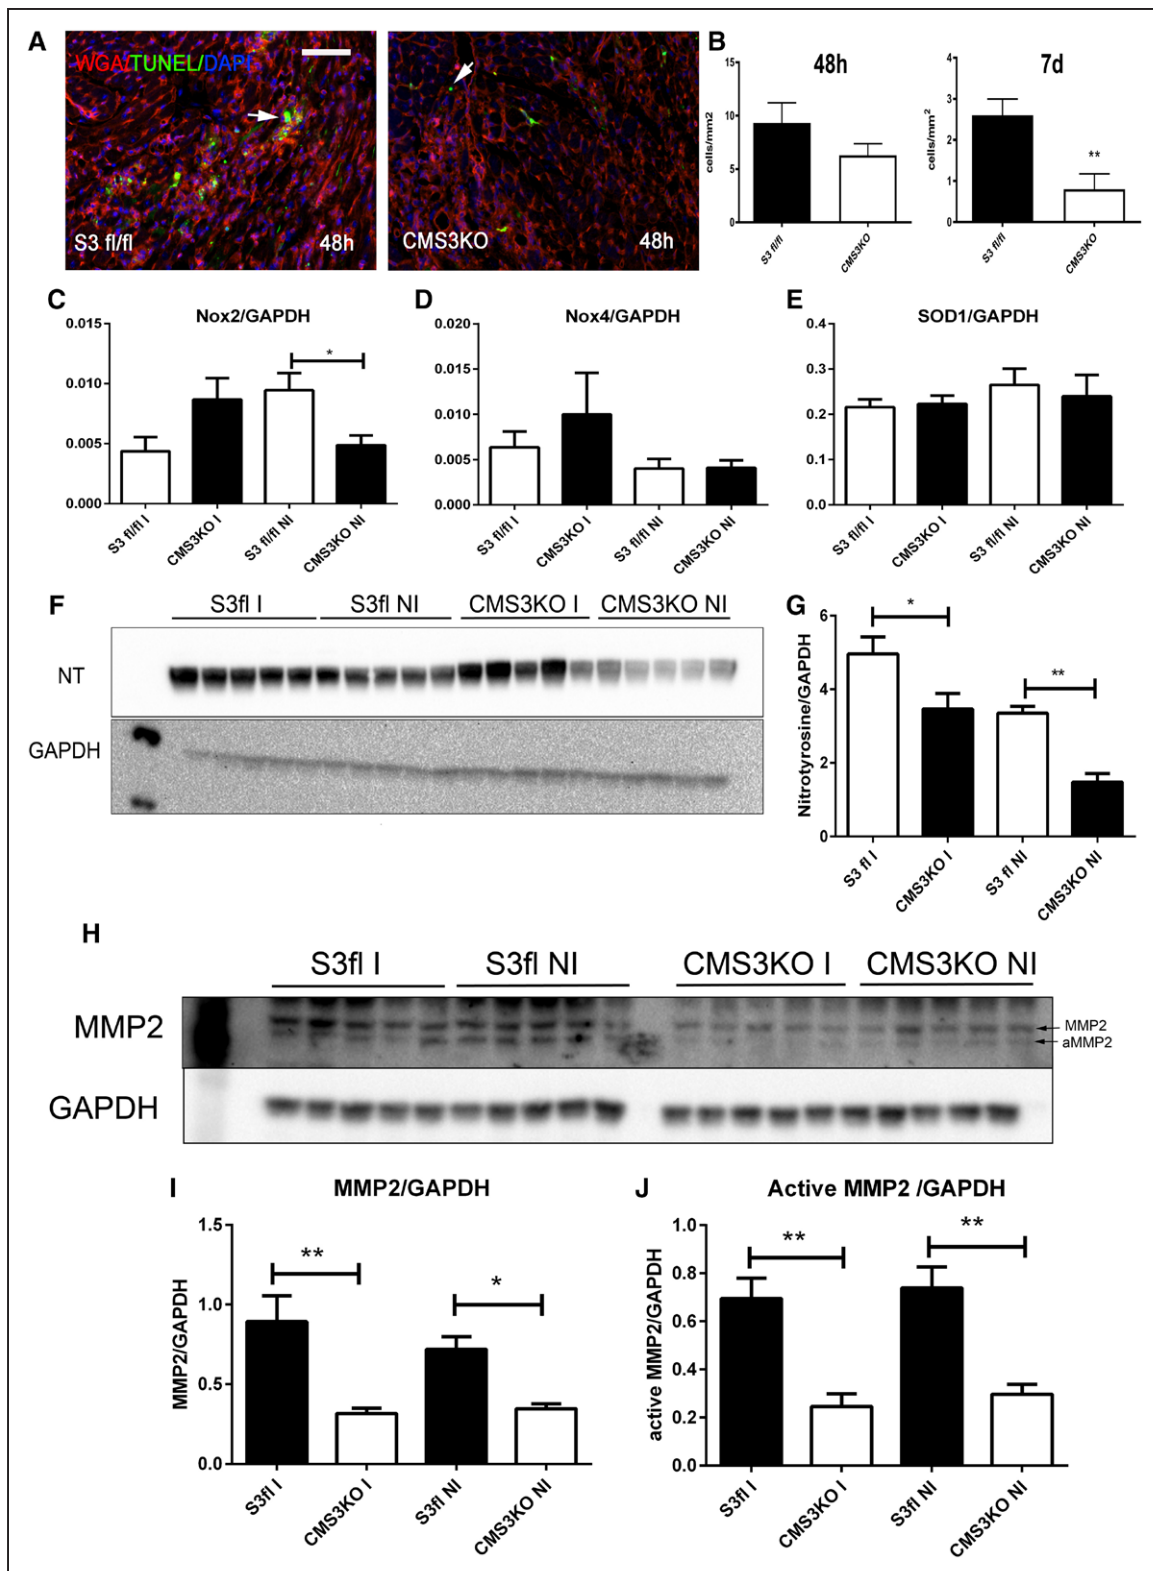 A
WGA/TUNEL/DAPI
S3 fl/fl
48h
CMS3KO
48h
B
48h
cells/mm2
15
10
5
0
S3 fl/fl
CMS3KO
7d
cells/mm²
4
3
2
1
0
**
S3 fl/fl
CMS3KO
C
Nox2/GAPDH
0.015
0.010
0.005
0.000
*
S3 fl/fl I
CMS3KO I
S3 fl/fl NI
CMS3KO NI
D
Nox4/GAPDH
0.020
0.015
0.010
0.005
0.000
S3 fl/fl I
CMS3KO I
S3 fl/fl NI
CMS3KO NI
E
SOD1/GAPDH
0.4
0.3
0.2
0.1
0.0
S3 fl/fl I
CMS3KO I
S3 fl/fl NI
CMS3KO NI
F
S3fl I
S3fl NI
CMS3KO I
CMS3KO NI
NT
GAPDH
G
Nitrotyrosine/GAPDH
6
4
2
0
*
**
S3 fl I
CMS3KO I
S3 fl NI
CMS3KO NI
H
S3fl I
S3fl NI
CMS3KO I
CMS3KO NI
MMP2
MMP2
aMMP2
GAPDH
I
MMP2/GAPDH
MMP2/GAPDH
1.5
1.0
0.5
0.0
**
*
S3fl I
CMS3KO I
S3fl NI
CMS3KO NI
J
Active MMP2 /GAPDH
active MMP2/GAPDH
1.0
0.8
0.6
0.4
0.2
0.0
**
**
S3fl I
CMS3KO I
S3fl NI
CMS3KO NI